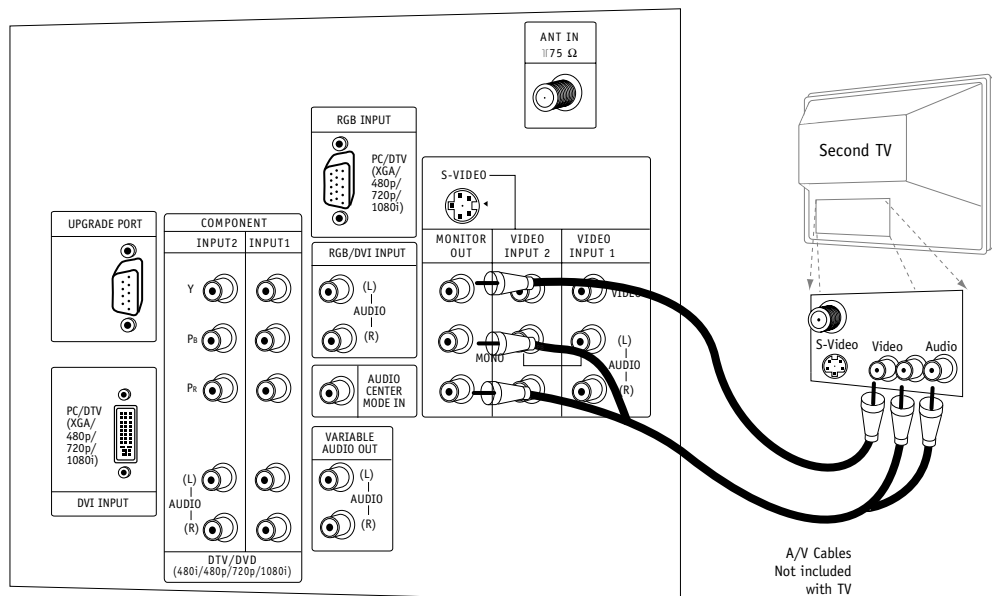 ANT IN
75 Ω
RGB INPUT
PC/DTV
(XGA/
480p/
720p/
1080i)
Second TV
S-VIDEO
UPGRADE PORT
COMPONENT
INPUT2 INPUT1
MONITOR OUT
VIDEO INPUT 2
VIDEO INPUT 1
RGB/DVI INPUT
Y
(L)
AUDIO
(R)
VIDEO
PB
MONO
(L)
AUDIO
(R)
S-Video Video Audio
PR
AUDIO
CENTER
MODE IN
PC/DTV
(XGA/
480p/
720p/
1080i)
DVI INPUT
VARIABLE
AUDIO OUT
(L)
AUDIO
(R)
(L)
AUDIO
(R)
DTV/DVD
(480i/480p/720p/1080i)
A/V Cables
Not included
with TV